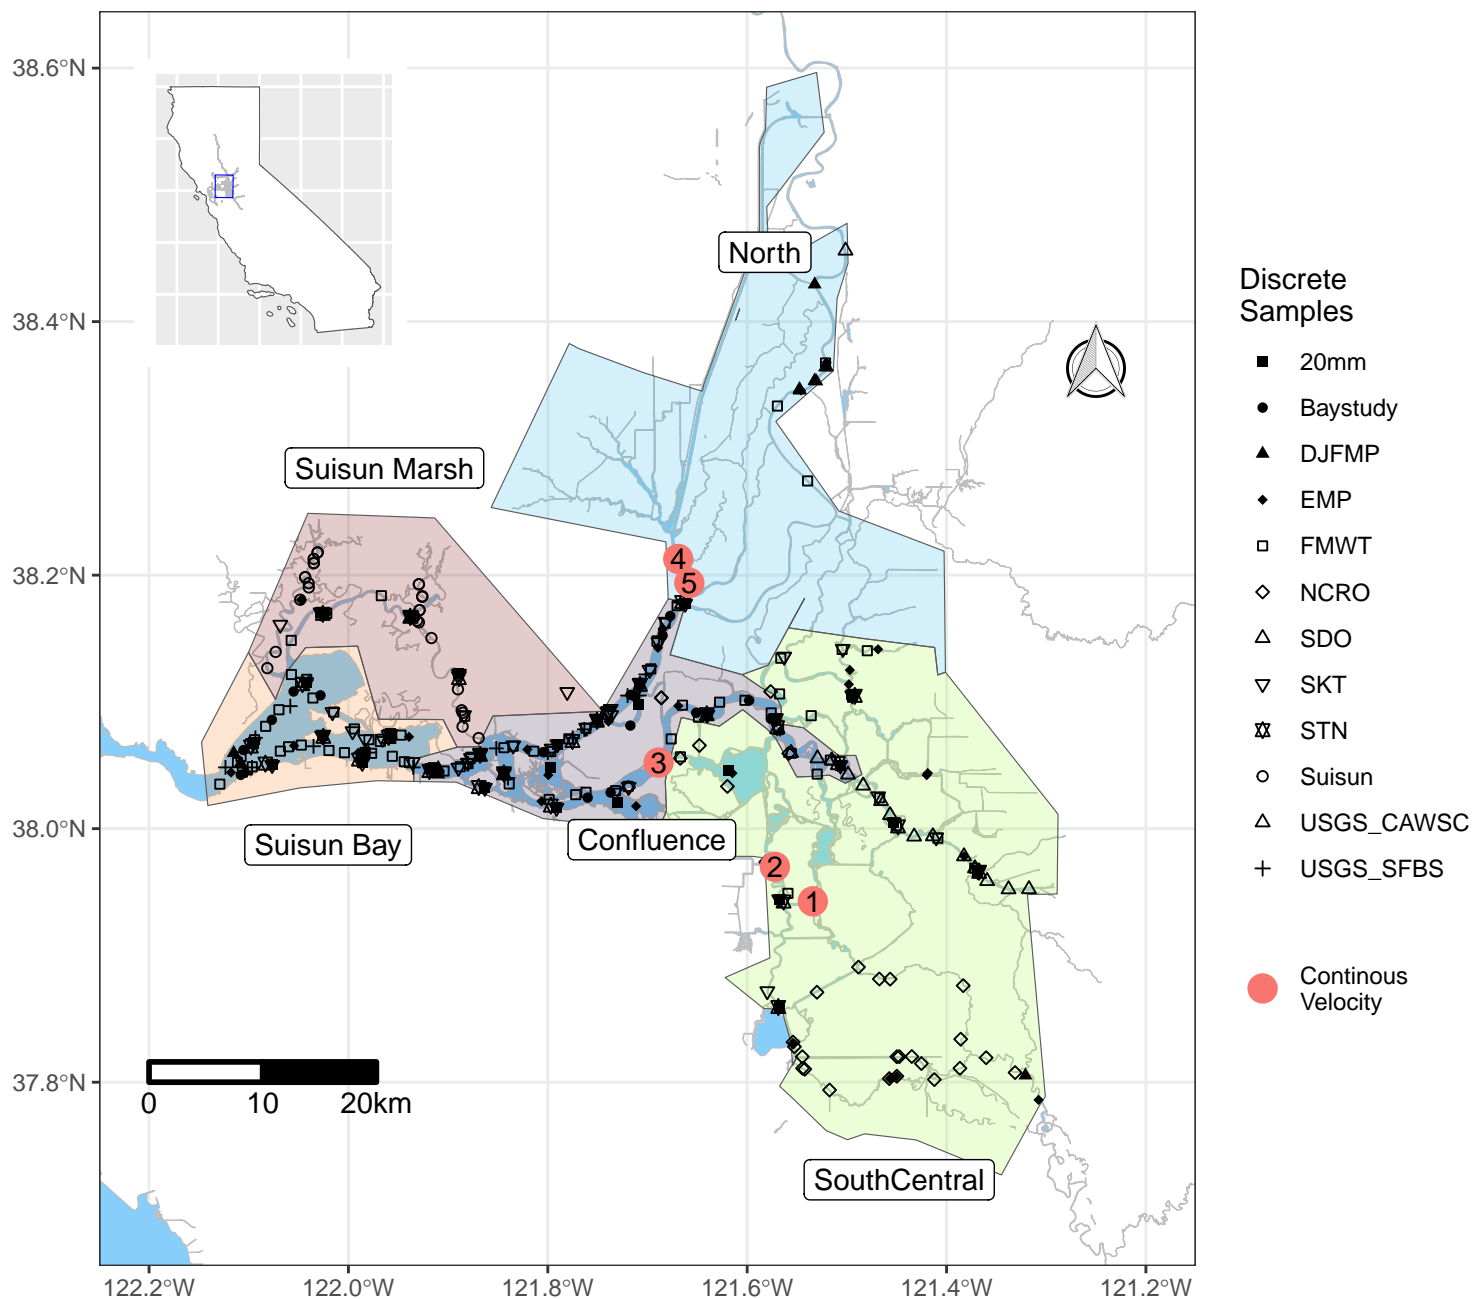 38.6°N
38.4°N
38.2°N
38.0°N
37.8°N
North
Suisun Marsh
4
5
3
Suisun Bay
Confluence
2
1
SouthCentral
0 10 20km
122.2°W 122.0°W 121.8°W 121.6°W 121.4°W 121.2°W
Discrete
Samples
20mm
Baystudy
DJFMP
EMP
FMWT
NCRO
SDO
SKT
STN
Suisun
USGS_CAWSC
USGS_SFBS
Continous
Velocity